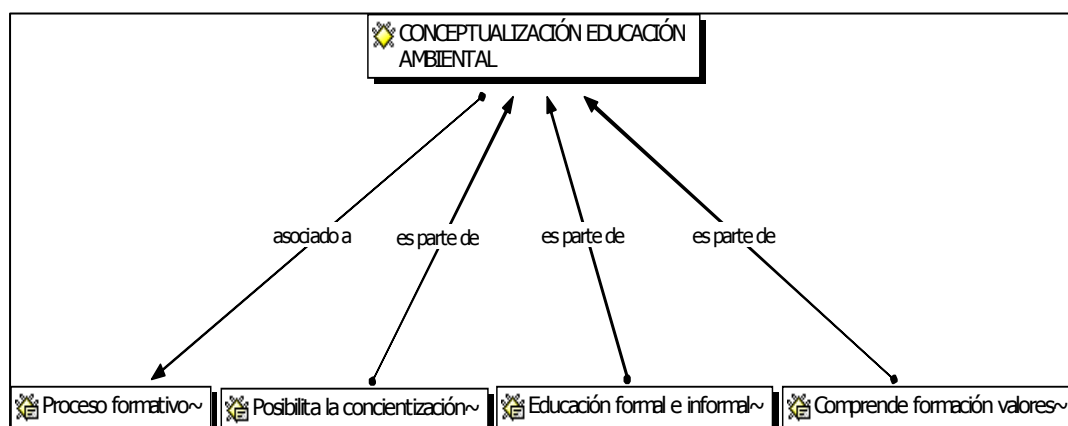 CONCEPTUALIZACIÓN EDUCACIÓN
AMBIENTAL
asociado a
es parte de
es parte de
es parte de
Proceso formativo~
Posibilita la concientización~
Educación formal e informal~
Comprende formación valores~